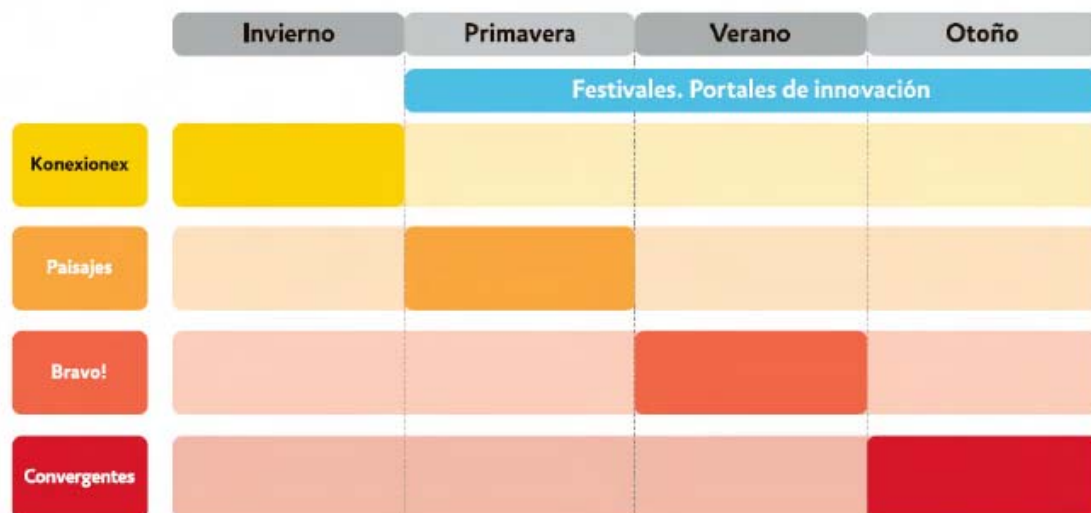 Invierno Primavera Verano Otoño
Festivales. Portales de innovación
Konexionex
Paisajes
Bravo!
Convergentes